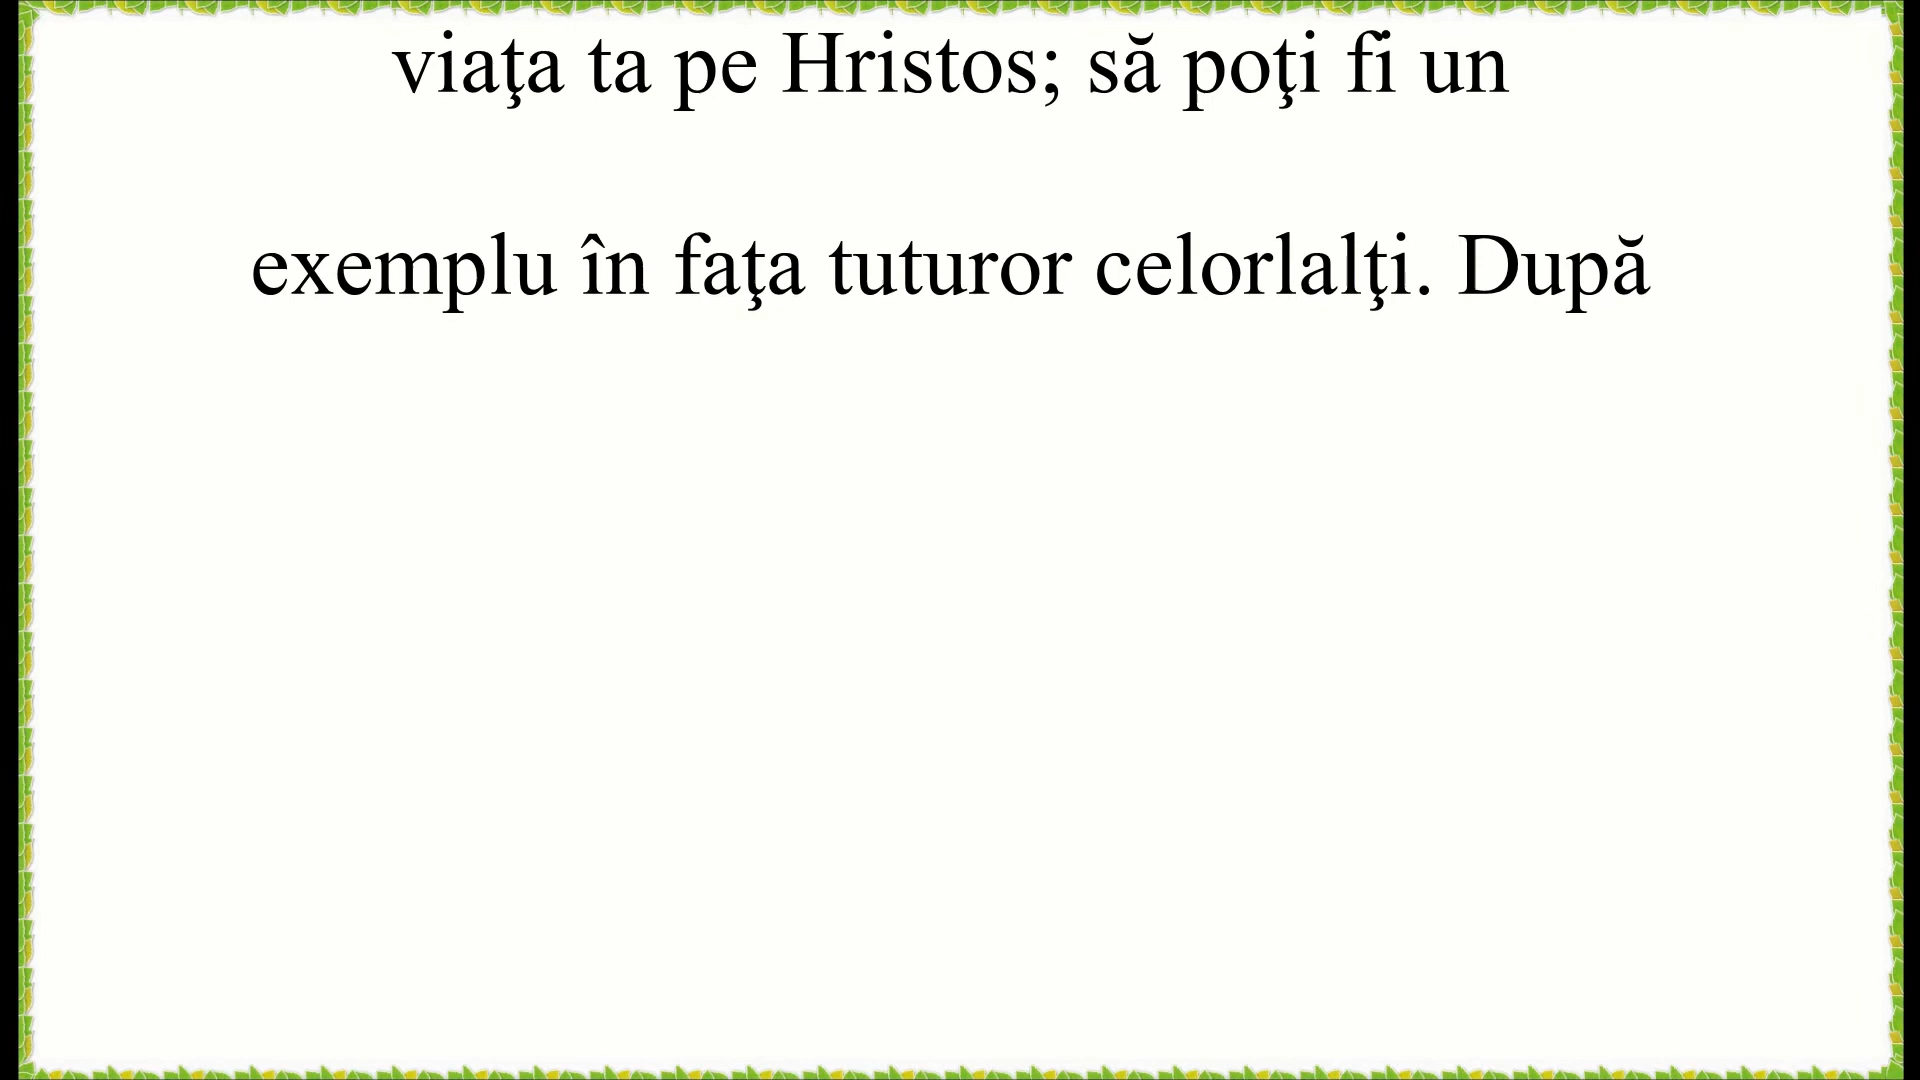 viaţa ta pe Hristos; să poţi fi un
exemplu în faţa tuturor celorlalţi. După